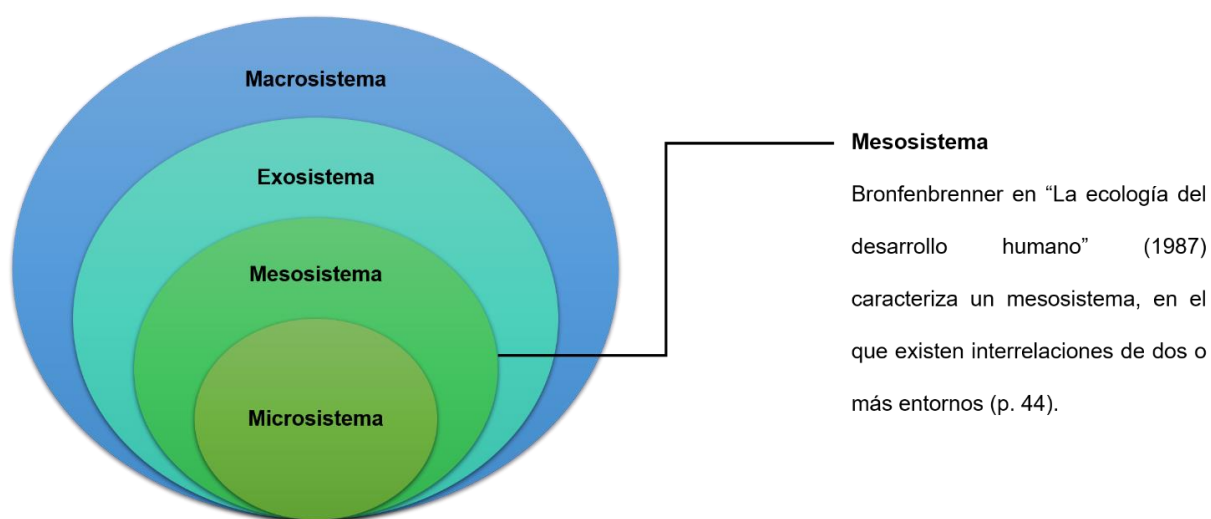 Macrosistema
Exosistema
Mesosistema
Microsistema
Mesosistema
Bronfenbrenner en “La ecología del
desarrollo humano” (1987)
caracteriza un mesosistema, en el
que existen interrelaciones de dos o
más entornos (p. 44).